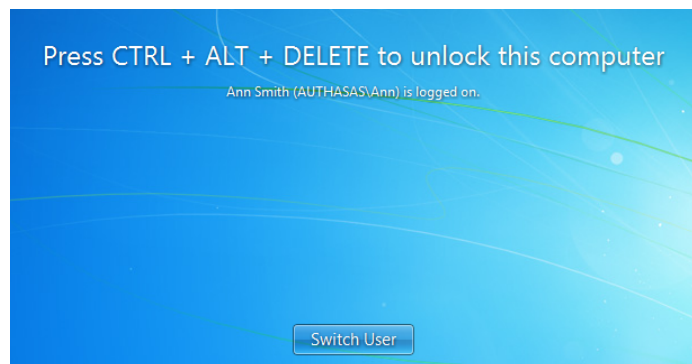 Press CTRL + ALT + DELETE to unlock this computer
Ann Smith (AUTHASAS\Ann) is logged on.
Switch User